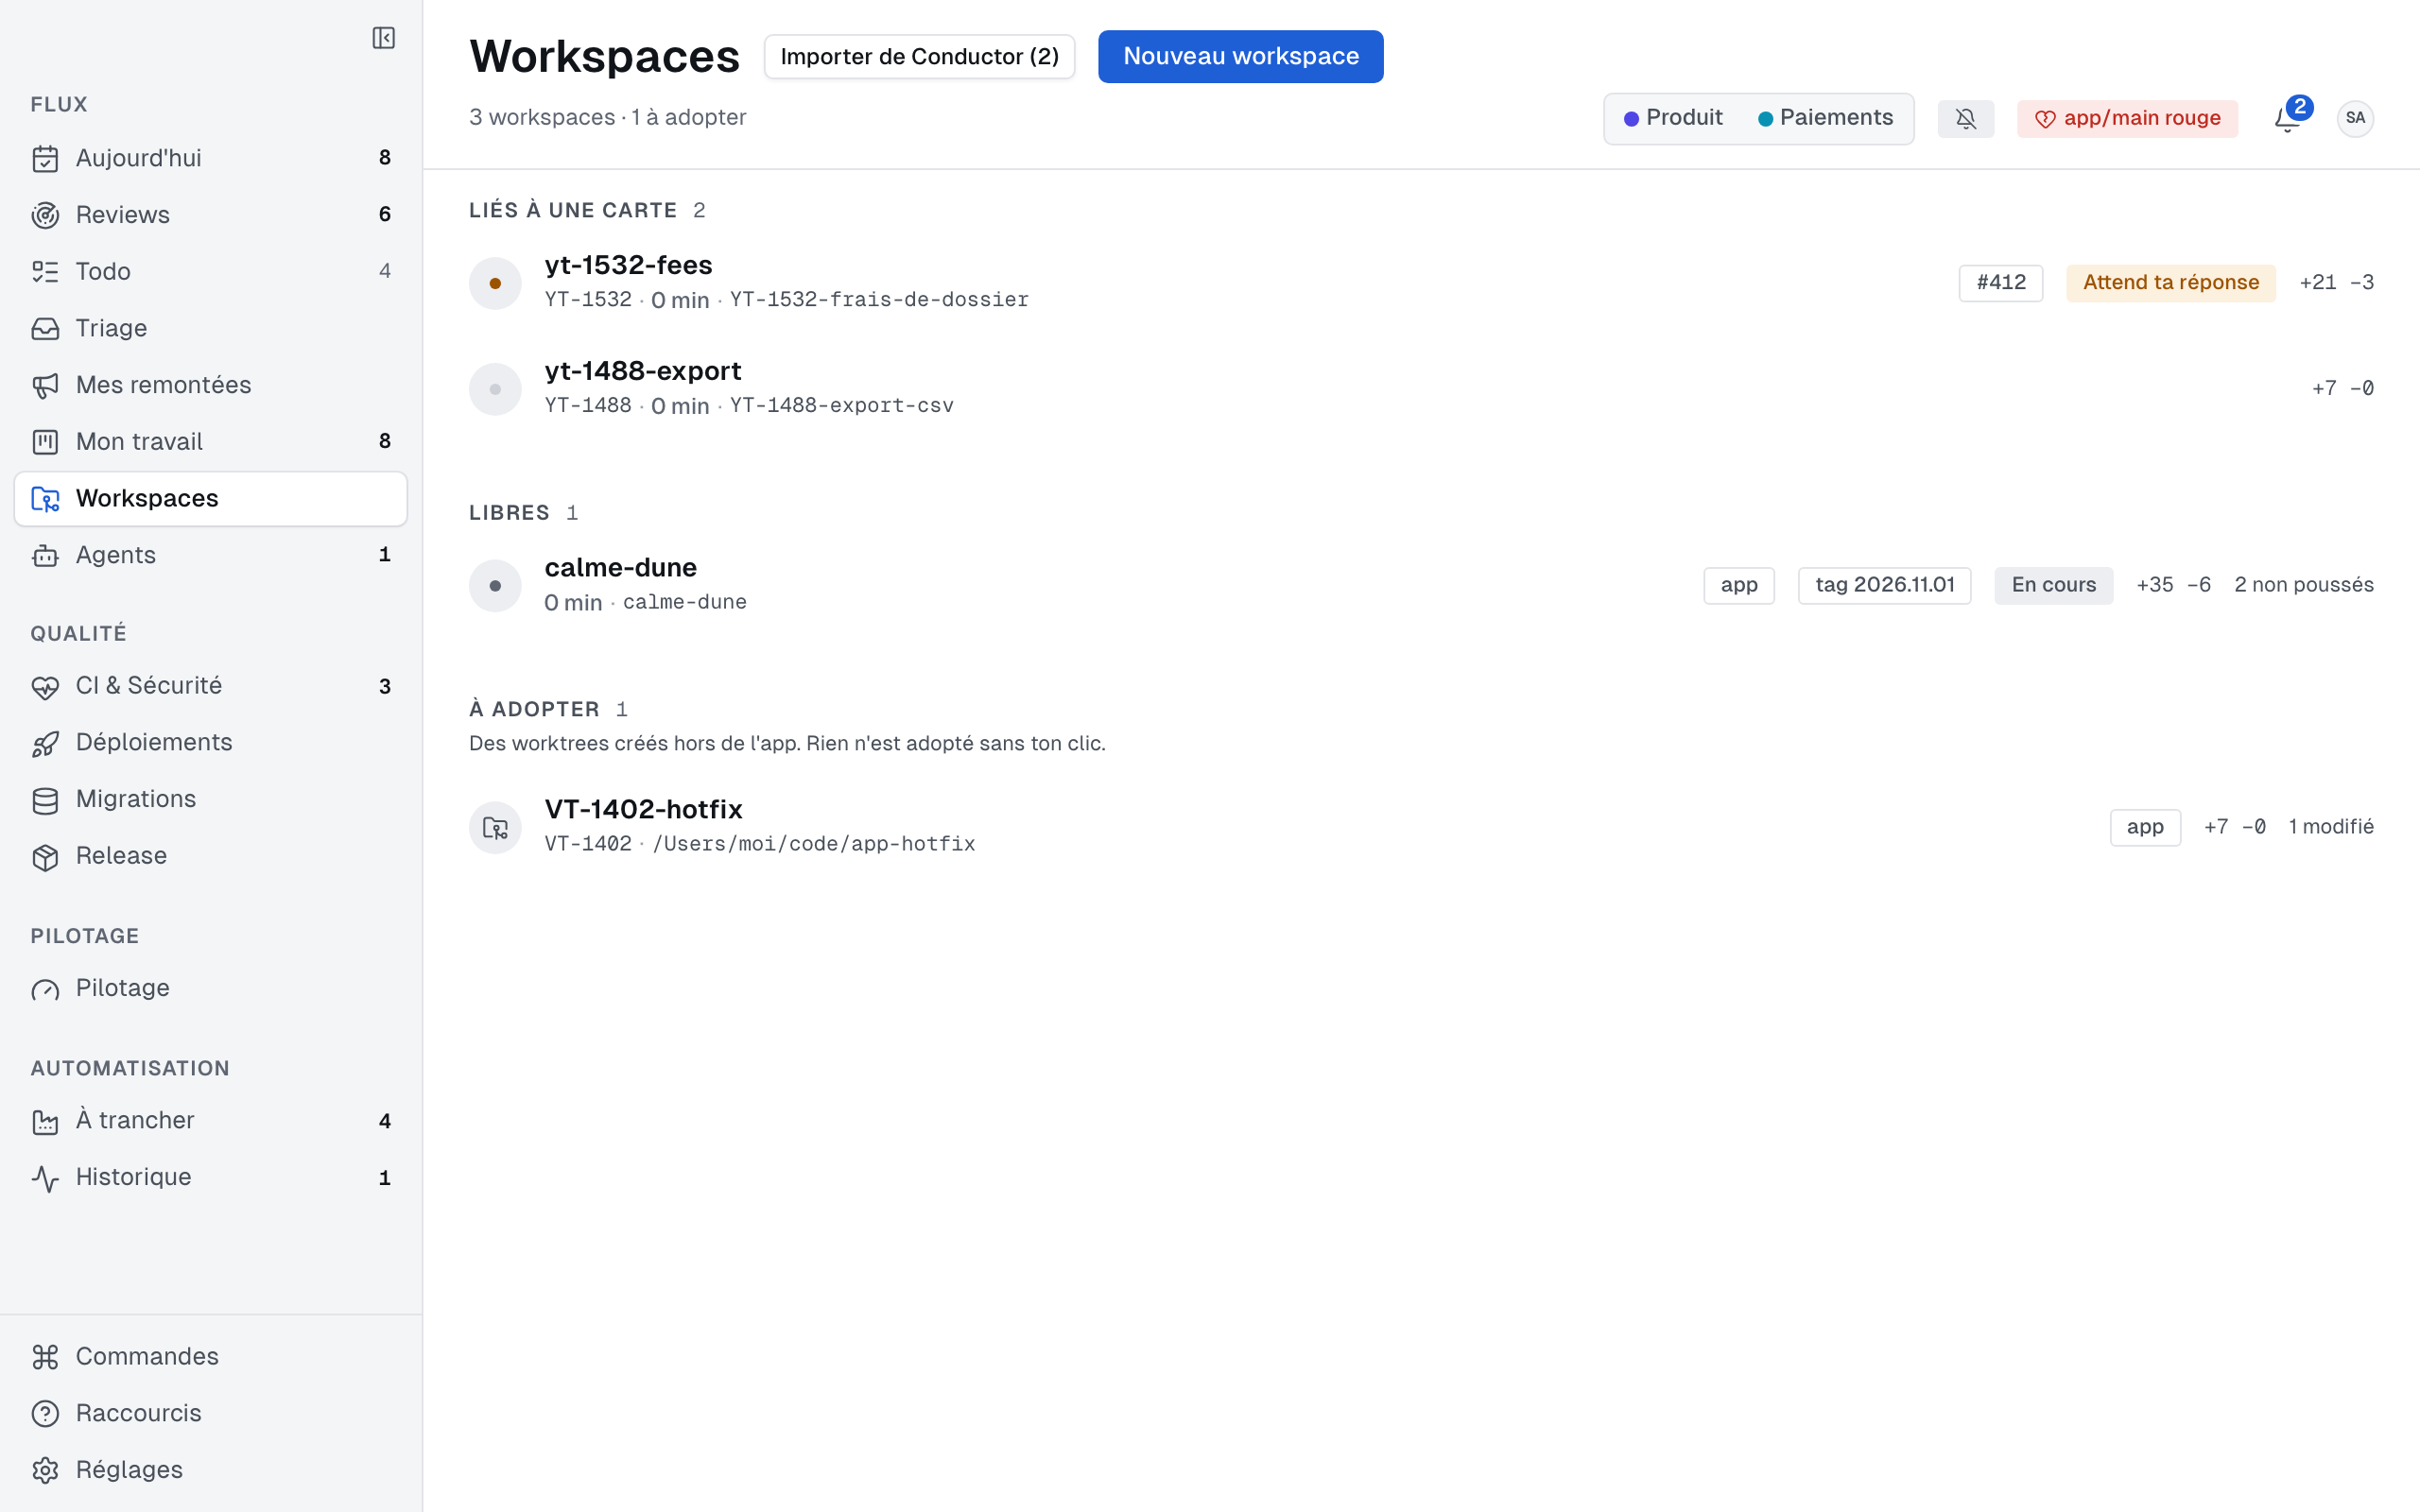 FLUX
Aujourd'hui 8
Reviews 6
Todo 4
Triage
Mes remontées
Mon travail 8
Workspaces
Agents 1
QUALITÉ
CI & Sécurité 3
Déploiements
Migrations
Release
PILOTAGE
Pilotage
AUTOMATISATION
À trancher 4
Historique 1
Commandes
Raccourcis
Réglages
Workspaces Importer de Conductor (2) Nouveau workspace
3 workspaces · 1 à adopter
Produit Paiements app/main rouge 2 SA
LIÉS À UNE CARTE 2
yt-1532-fees
YT-1532 · 0 min · YT-1532-frais-de-dossier
#412 Attend ta réponse +21 −3
yt-1488-export
YT-1488 · 0 min · YT-1488-export-csv
+7 −0
LIBRES 1
calme-dune
0 min · calme-dune
app tag 2026.11.01 En cours +35 −6 2 non poussés
À ADOPTER 1
Des worktrees créés hors de l'app. Rien n'est adopté sans ton clic.
VT-1402-hotfix
VT-1402 · /Users/moi/code/app-hotfix
app +7 −0 1 modifié